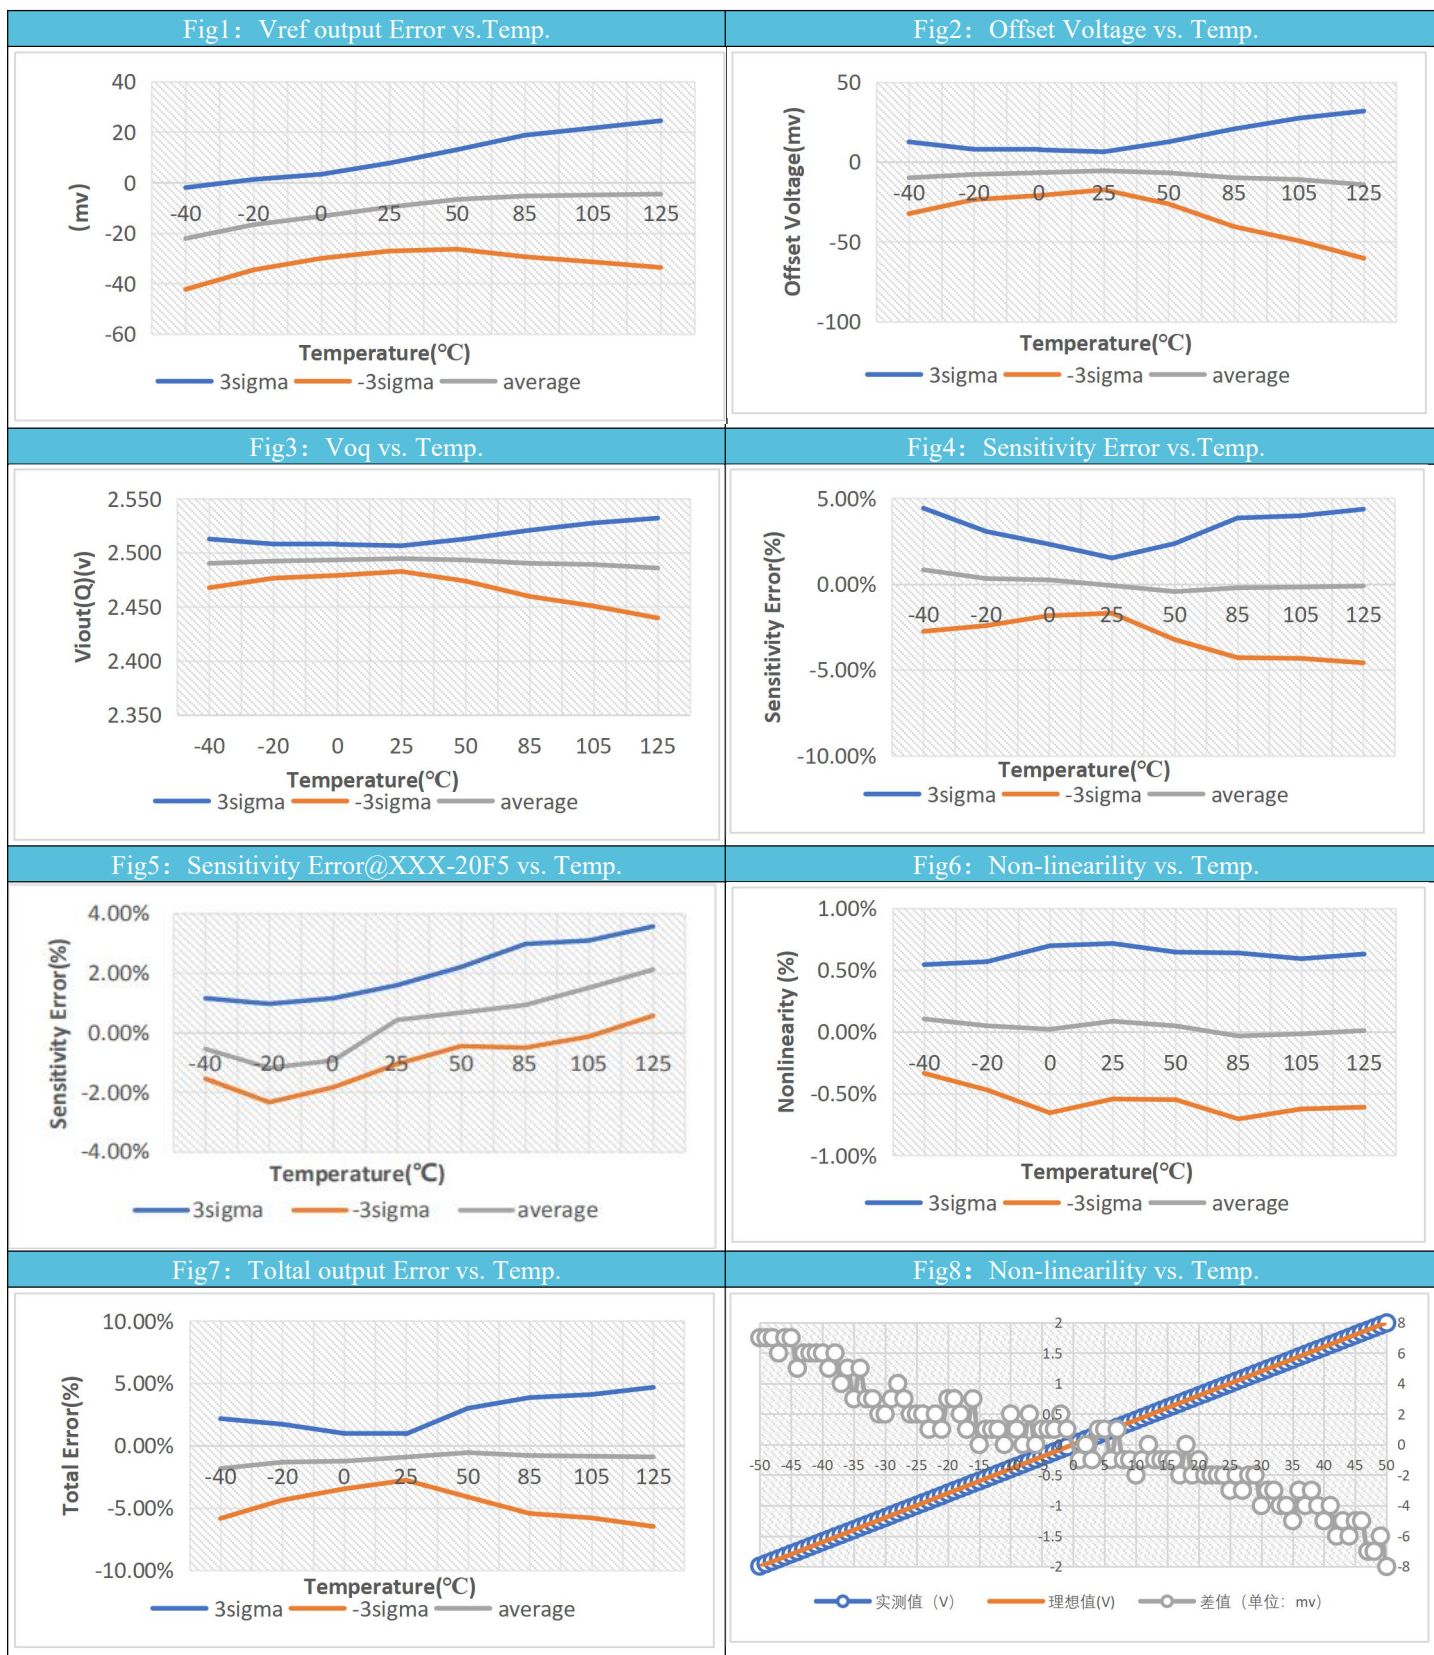 Fig1：Vref output Error vs.Temp.
40
20
0
-20
-40
-60
(mv)
-40 -20 0 25 50 85 105 125
Temperature(℃)
3sigma -3sigma average
Fig2：Offset Voltage vs. Temp.
50
0
-50
-100
Offset Voltage(mv)
-40 -20 0 25 50 85 105 125
Temperature(℃)
3sigma -3sigma average
Fig3：Voq vs. Temp.
2.550
2.500
2.450
2.400
2.350
Viout(Q)(v)
-40 -20 0 25 50 85 105 125
Temperature(℃)
3sigma -3sigma average
Fig4：Sensitivity Error vs.Temp.
5.00%
0.00%
-5.00%
-10.00%
Sensitivity Error(%)
-40 -20 0 25 50 85 105 125
Temperature(℃)
3sigma -3sigma average
Fig5：Sensitivity Error@XXX-20F5 vs. Temp.
4.00%
2.00%
0.00%
-2.00%
-4.00%
Sensitivity Error(%)
-40 -20 0 25 50 85 105 125
Temperature(℃)
3sigma -3sigma average
Fig6：Non-linearility vs. Temp.
1.00%
0.50%
0.00%
-0.50%
-1.00%
Nonlinearity (%)
-40 -20 0 25 50 85 105 125
Temperature(℃)
3sigma -3sigma average
Fig7：Toltal output Error vs. Temp.
10.00%
5.00%
0.00%
-5.00%
-10.00%
Total Error(%)
-40 -20 0 25 50 85 105 125
Temperature(℃)
3sigma -3sigma average
Fig8：Non-linearility vs. Temp.
2
1.5
1
0.5
0
-0.5
-1
-1.5
-2
8
6
4
2
0
-2
-4
-6
-8
-50 -45 -40 -35 -30 -25 -20 -15 -10 -5 0 5 10 15 20 25 30 35 40 45 50
实测值（V） 理想值(V) 差值（单位：mv）